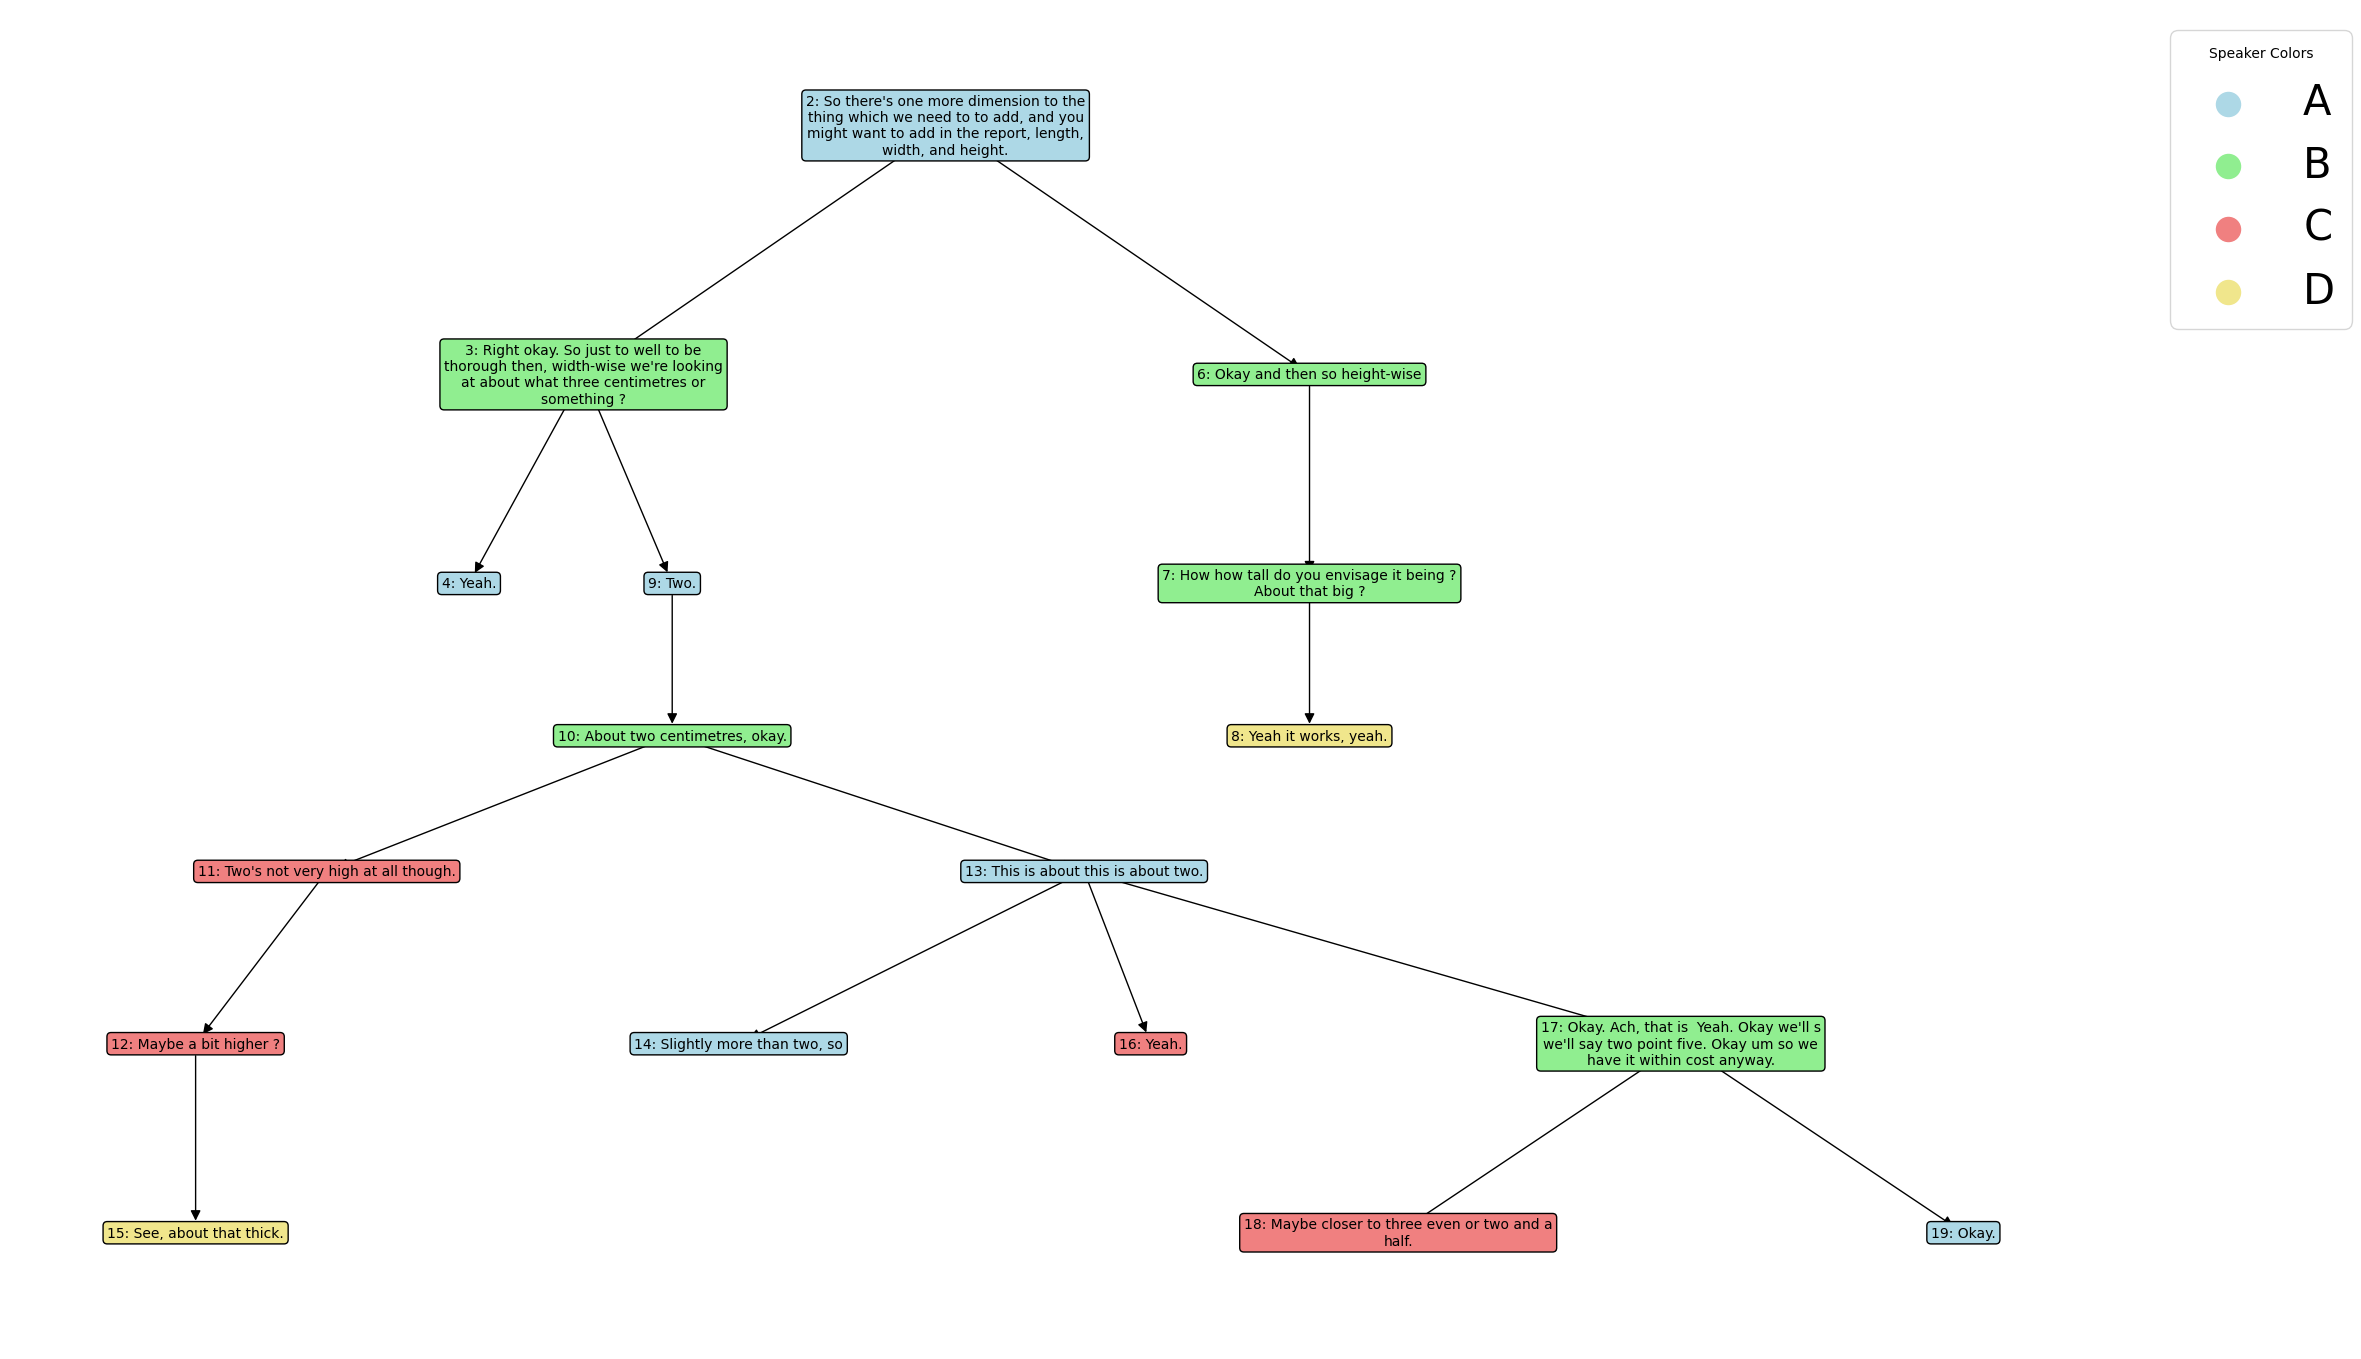 Speaker Colors
A
B
C
D
2: So there's one more dimension to the
thing which we need to to add, and you
might want to add in the report, length,
width, and height.
3: Right okay. So just to well to be
thorough then, width-wise we're looking
at about what three centimetres or
something ?
6: Okay and then so height-wise
4: Yeah.
9: Two.
7: How how tall do you envisage it being ?
About that big ?
10: About two centimetres, okay.
8: Yeah it works, yeah.
11: Two's not very high at all though.
13: This is about this is about two.
12: Maybe a bit higher ?
14: Slightly more than two, so
16: Yeah.
17: Okay. Ach, that is  Yeah. Okay we'll s
we'll say two point five. Okay um so we
have it within cost anyway.
15: See, about that thick.
18: Maybe closer to three even or two and a
half.
19: Okay.